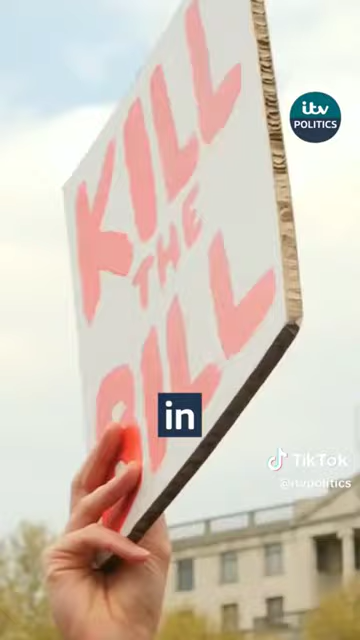 KILL
THE
BILL
itv
POLITICS
in
TikTok
@itvpolitics